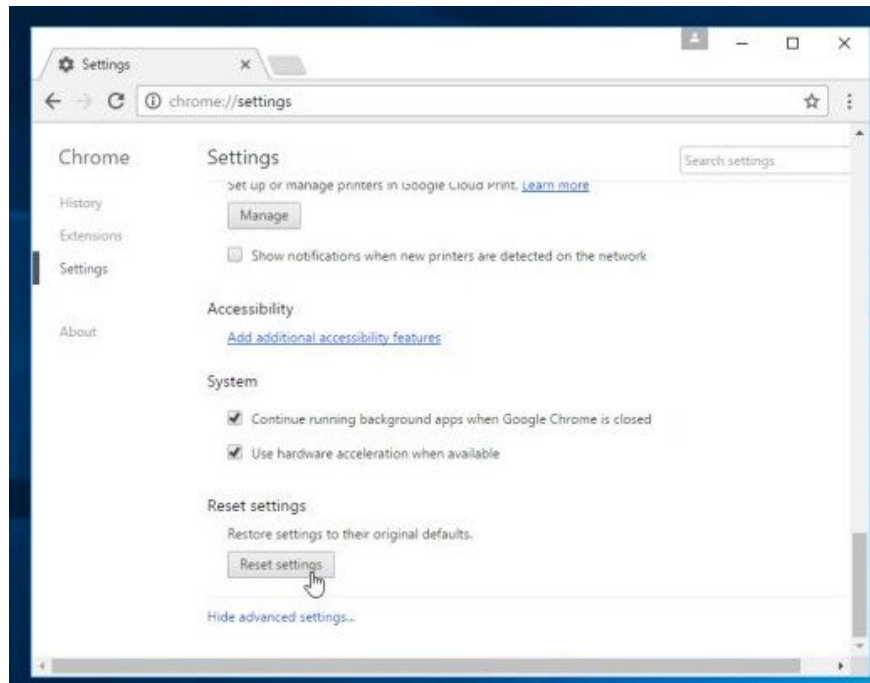 Settings
chrome://settings
Chrome
Settings
Search settings
History
Extensions
Settings
About
Set up or manage printers in Google Cloud Print. Learn more
Manage
Show notifications when new printers are detected on the network
Accessibility
Add additional accessibility features
System
Continue running background apps when Google Chrome is closed
Use hardware acceleration when available
Reset settings
Restore settings to their original defaults.
Reset settings
Hide advanced settings...